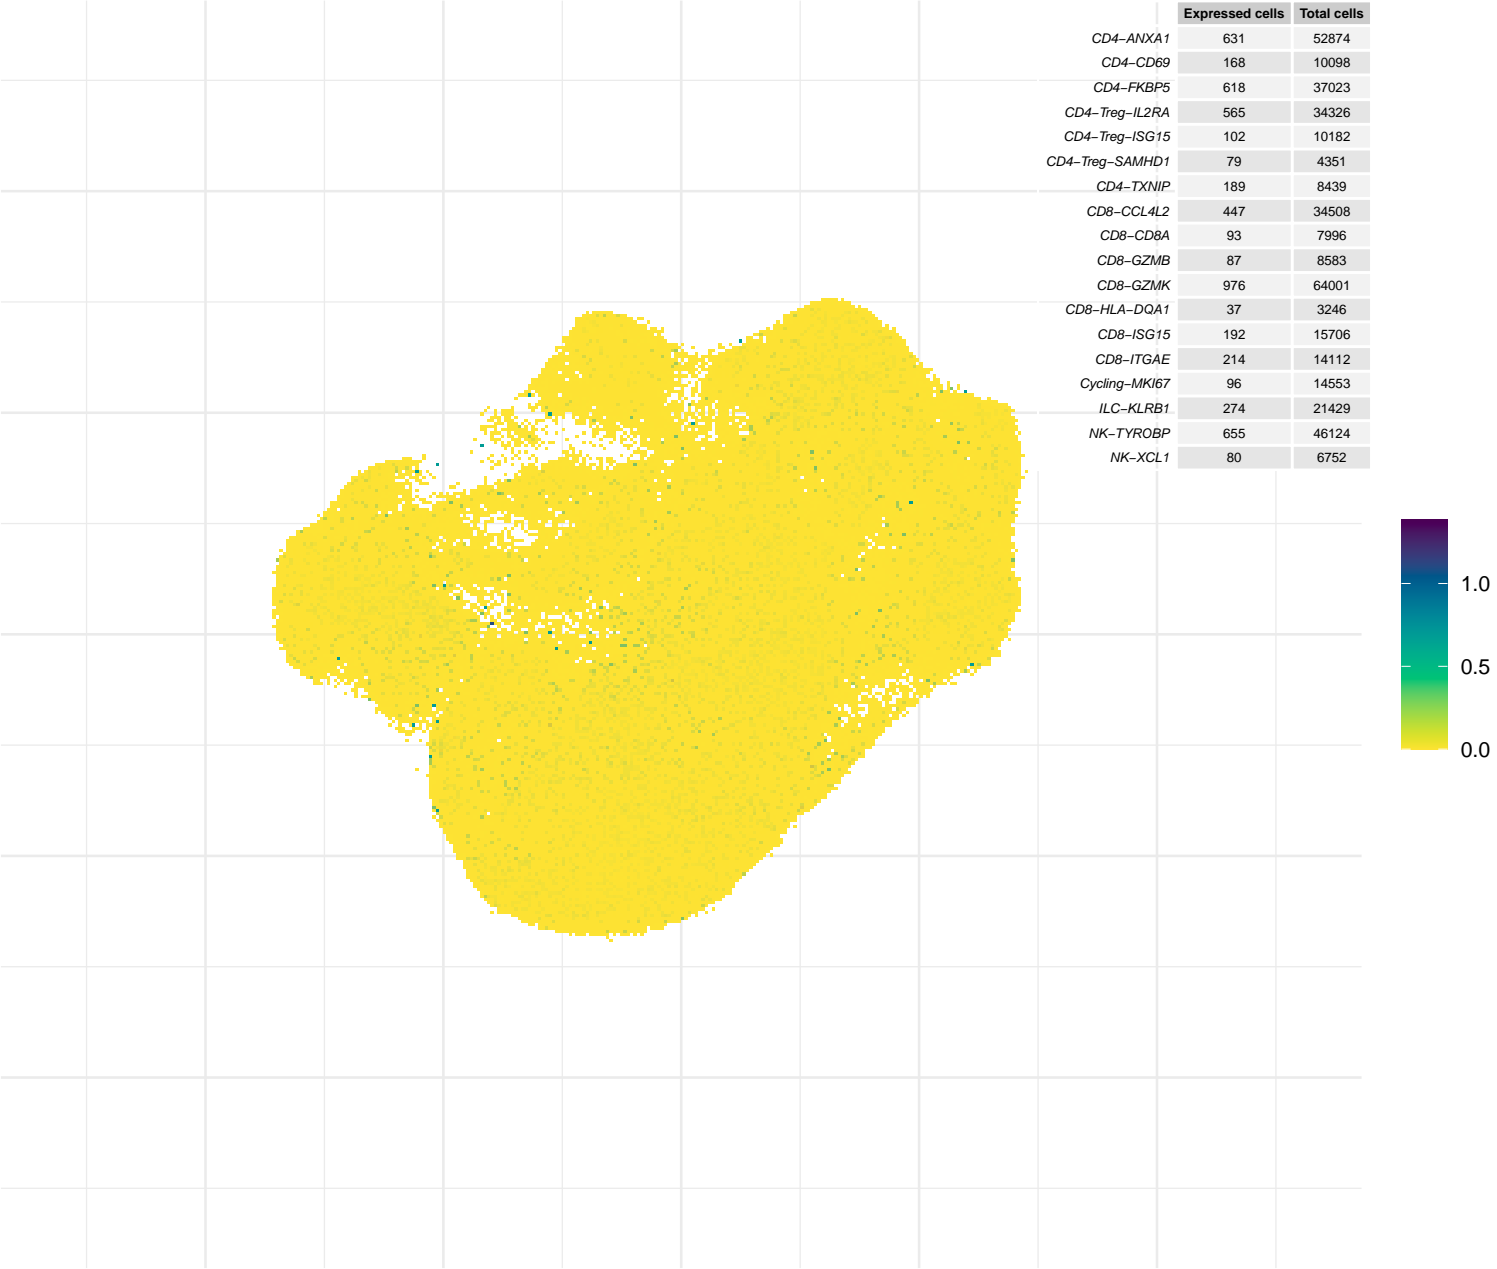 Expressed cells Total cells
CD4−ANXA1 631 52874
CD4−CD69 168 10098
CD4−FKBP5 618 37023
CD4−Treg−IL2RA 565 34326
CD4−Treg−ISG15 102 10182
CD4−Treg−SAMHD1 79 4351
CD4−TXNIP 189 8439
CD8−CCL4L2 447 34508
CD8−CD8A 93 7996
CD8−GZMB 87 8583
CD8−GZMK 976 64001
CD8−HLA−DQA1 37 3246
CD8−ISG15 192 15706
CD8−ITGAE 214 14112
Cycling−MKI67 96 14553
ILC−KLRB1 274 21429
NK−TYROBP 655 46124
NK−XCL1 80 6752
1.0
0.5
0.0